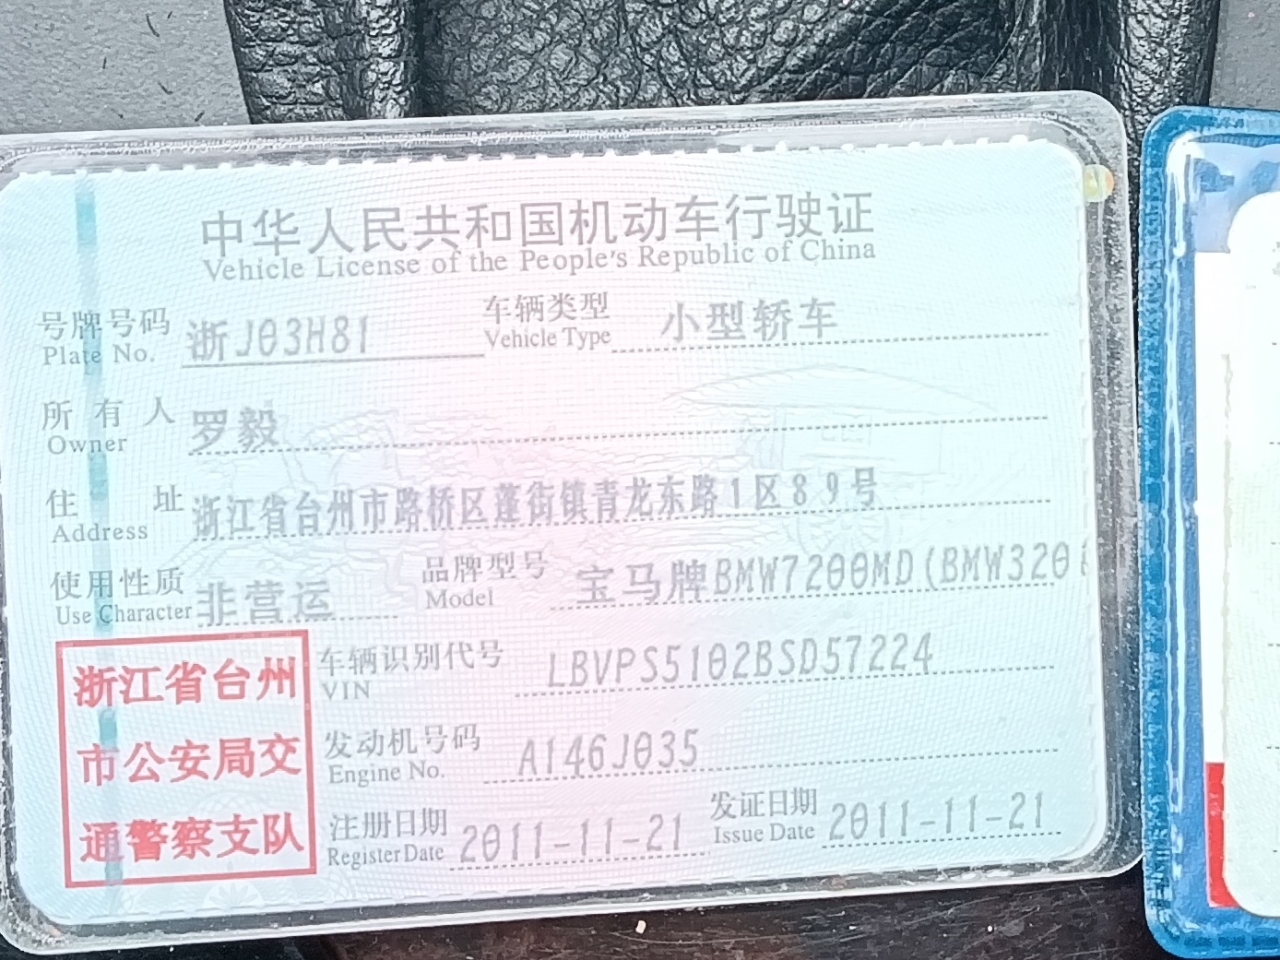 中华人民共和国机动车行驶证
Vehicle License of the People's Republic of China
号牌号码 浙J03H81 车辆类型 小型轿车
Plate No. Vehicle Type
所有人 罗毅
Owner
住址 浙江省台州市路桥区蓬街镇青龙东路1区89号
Address
使用性质 非营运 品牌型号 宝马牌BMW7200MD(BMW320
Use Character Model
浙江省台州
市公安局交
通警察支队
车辆识别代号 LBVPS5102BSD57224
VIN
发动机号码 A146J035
Engine No.
注册日期 2011-11-21 发证日期 2011-11-21
Register Date Issue Date